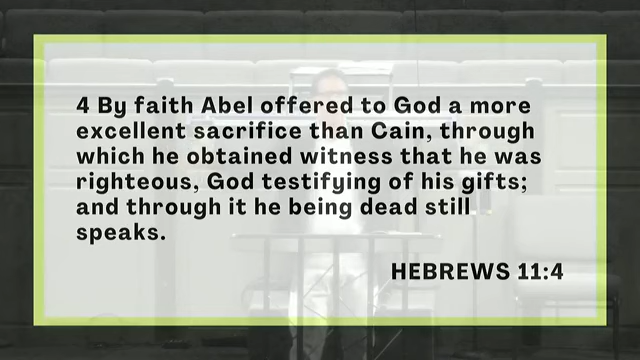 4 By faith Abel offered to God a more
excellent sacrifice than Cain, through
which he obtained witness that he was
righteous, God testifying of his gifts;
and through it he being dead still
speaks.
HEBREWS 11:4